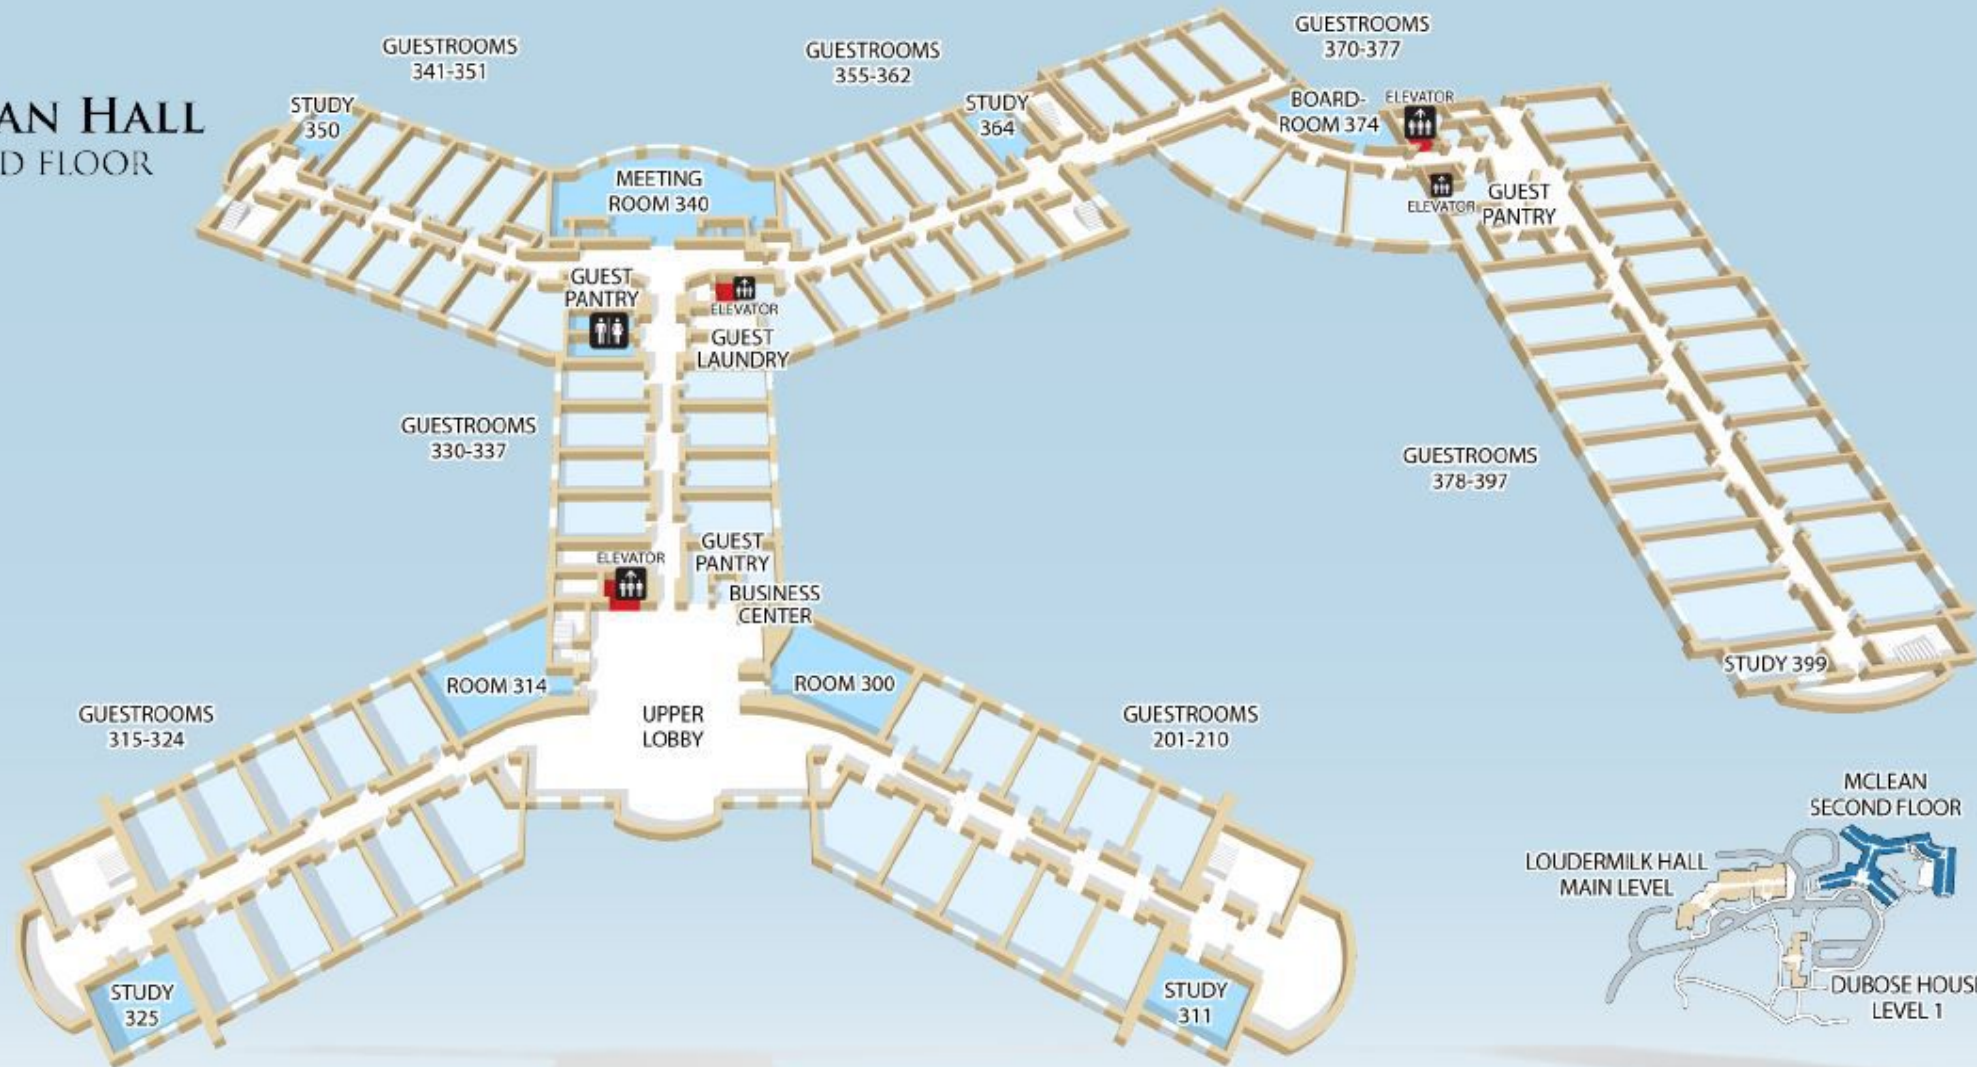 AN HALL
D FLOOR
GUESTROOMS
341-351
GUESTROOMS
355-362
GUESTROOMS
370-377
STUDY
350
STUDY
364
BOARD-
ROOM 374
ELEVATOR
MEETING
ROOM 340
ELEVATOR
GUEST
PANTRY
GUEST
PANTRY
ELEVATOR
GUEST
LAUNDRY
GUESTROOMS
330-337
GUESTROOMS
378-397
ELEVATOR
GUEST
PANTRY
BUSINESS
CENTER
ROOM 314
ROOM 300
STUDY 399
GUESTROOMS
315-324
UPPER
LOBBY
GUESTROOMS
201-210
MCLEAN
SECOND FLOOR
LOUDERMILK HALL
MAIN LEVEL
STUDY
325
STUDY
311
DUBOSE HOUS
LEVEL 1